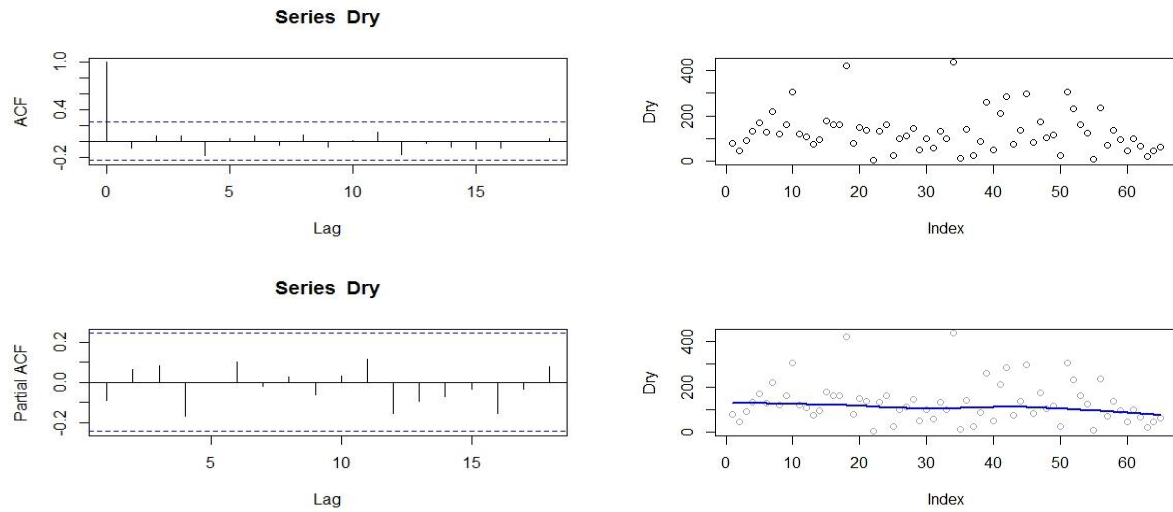 Series Dry
ACF
-0.2 0.4 1.0
0 5 10 15
Lag
Dry
0 200 400
0 10 20 30 40 50 60
Index
Series Dry
Partial ACF
-0.2 0.0 0.2
5 10 15
Lag
Dry
0 200 400
0 10 20 30 40 50 60
Index